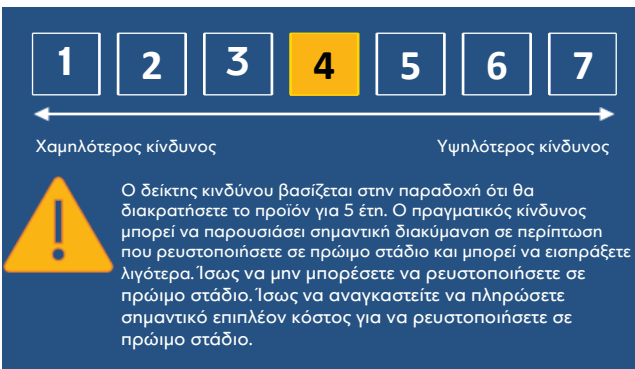 1 2 3 4 5 6 7
Χαμηλότερος κίνδυνος Υψηλότερος κίνδυνος
Ο δείκτης κινδύνου βασίζεται στην παραδοχή ότι θα
διακρατήσετε το προϊόν για 5 έτη. Ο πραγματικός κίνδυνος
μπορεί να παρουσιάσει σημαντική διακύμανση σε περίπτωση
που ρευστοποιήσετε σε πρώιμο στάδιο και μπορεί να εισπράξετε
λιγότερα. Ίσως να μην μπορέσετε να ρευστοποιήσετε σε
πρώιμο στάδιο. Ίσως να αναγκαστείτε να πληρώσετε
σημαντικό επιπλέον κόστος για να ρευστοποιήσετε σε
πρώιμο στάδιο.